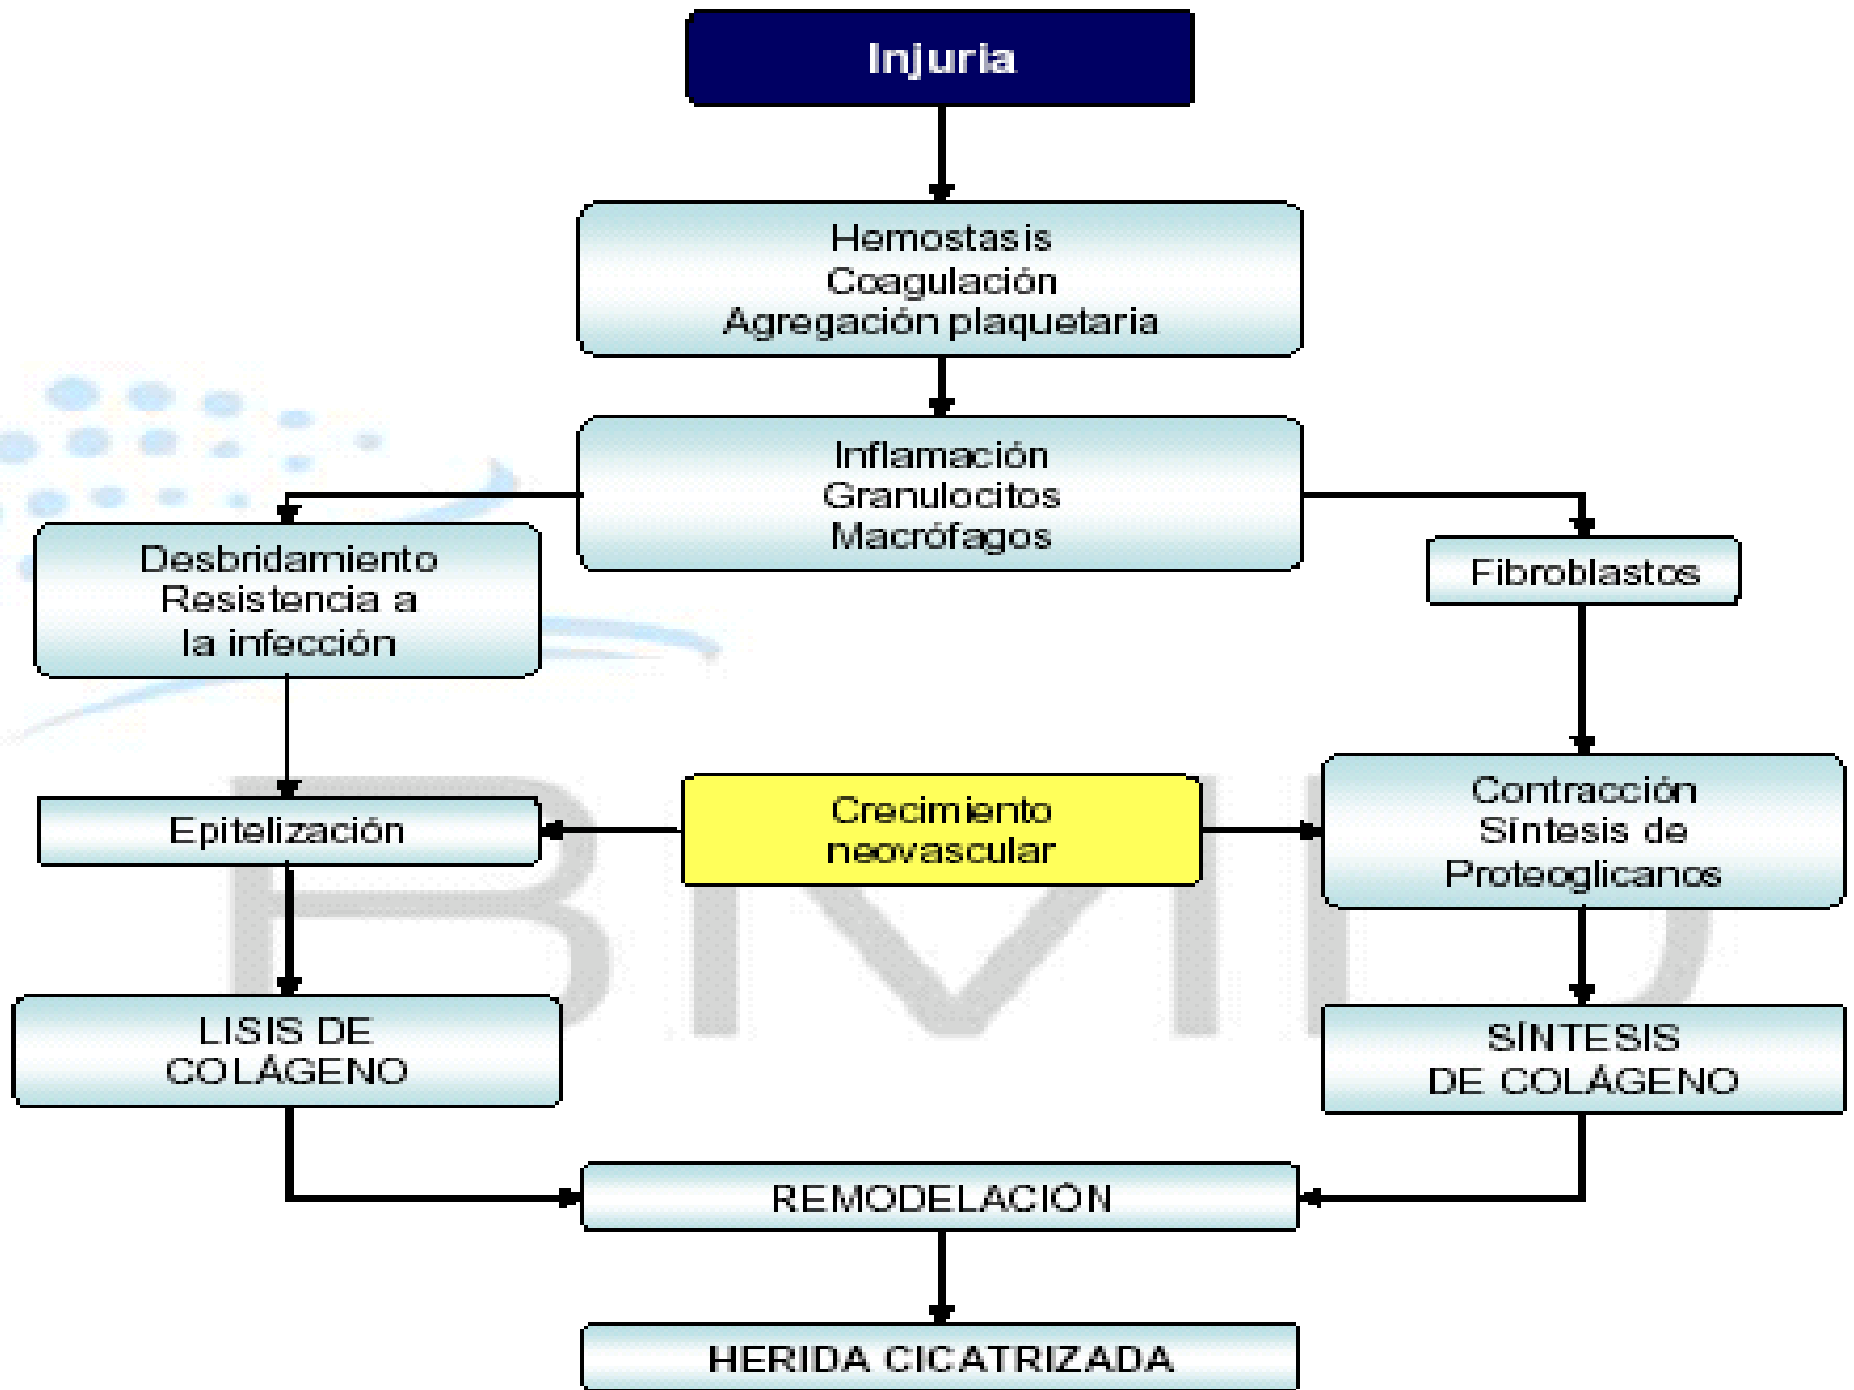 Injuria
Hemostasis
Coagulación
Agregación plaquetaria
Inflamación
Granulocitos
Macrófagos
Desbridamiento
Resistencia a
la infección
Fibroblastos
Epitelización
Crecimiento
neovascular
Contracción
Síntesis de
Proteoglicanos
LISIS DE
COLÁGENO
SÍNTESIS
DE COLÁGENO
REMODELACIÓN
HERIDA CICATRIZADA